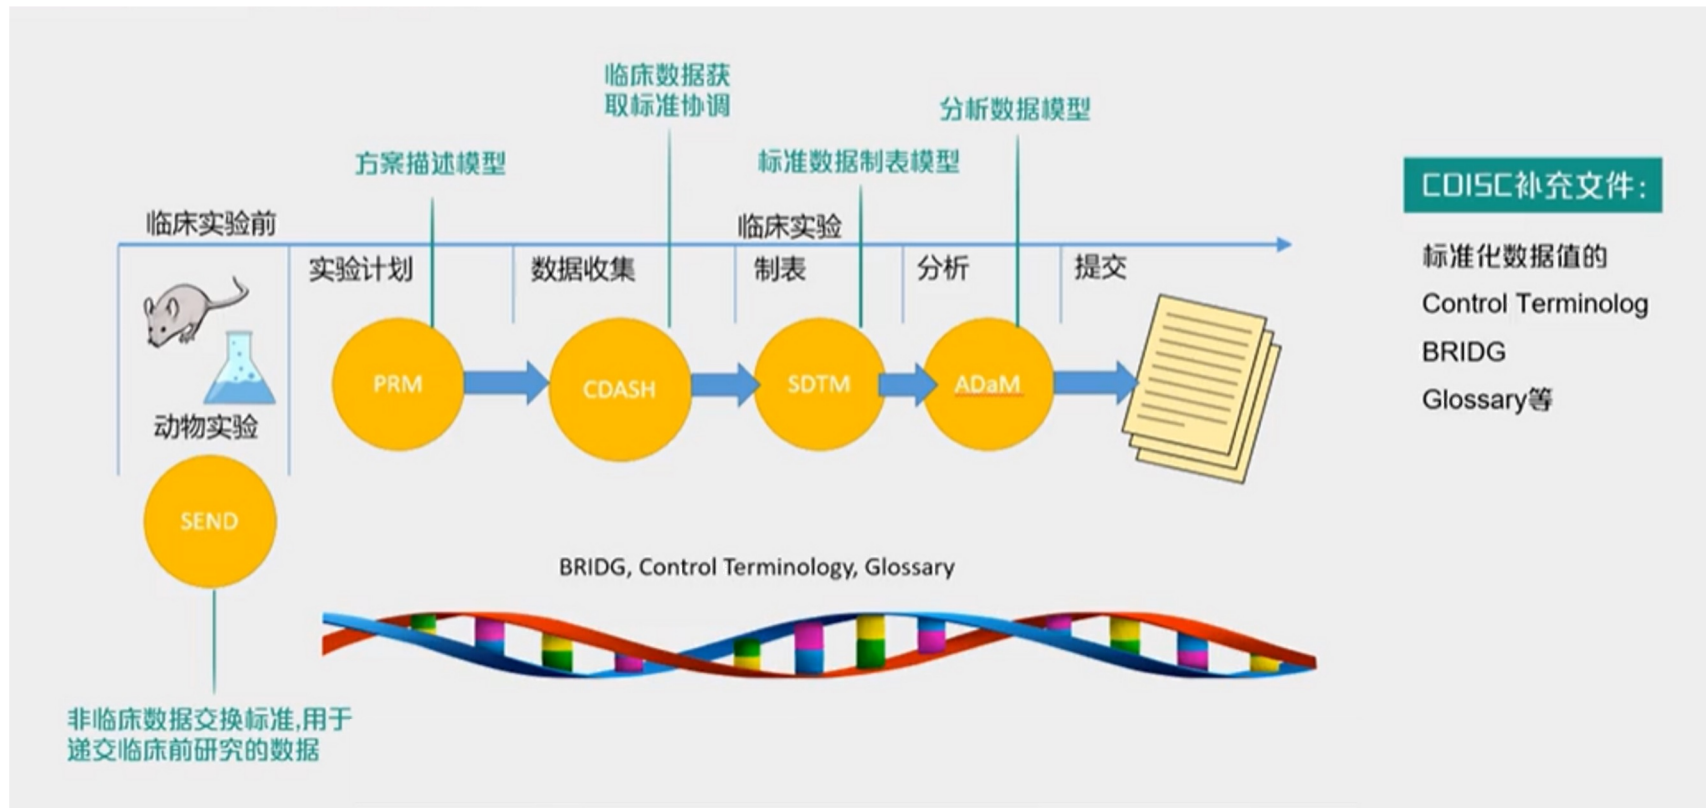 临床数据获
取标准协调
分析数据模型
方案描述模型
标准数据制表模型
CDISC补充文件:
临床实验前
临床实验
实验计划
数据收集
制表
分析
提交
标准化数据值的
Control Terminolog
BRIDG
Glossary等
PRM
CDASH
SDTM
ADaM
动物实验
SEND
BRIDG, Control Terminology, Glossary
非临床数据交换标准,用于
递交临床前研究的数据